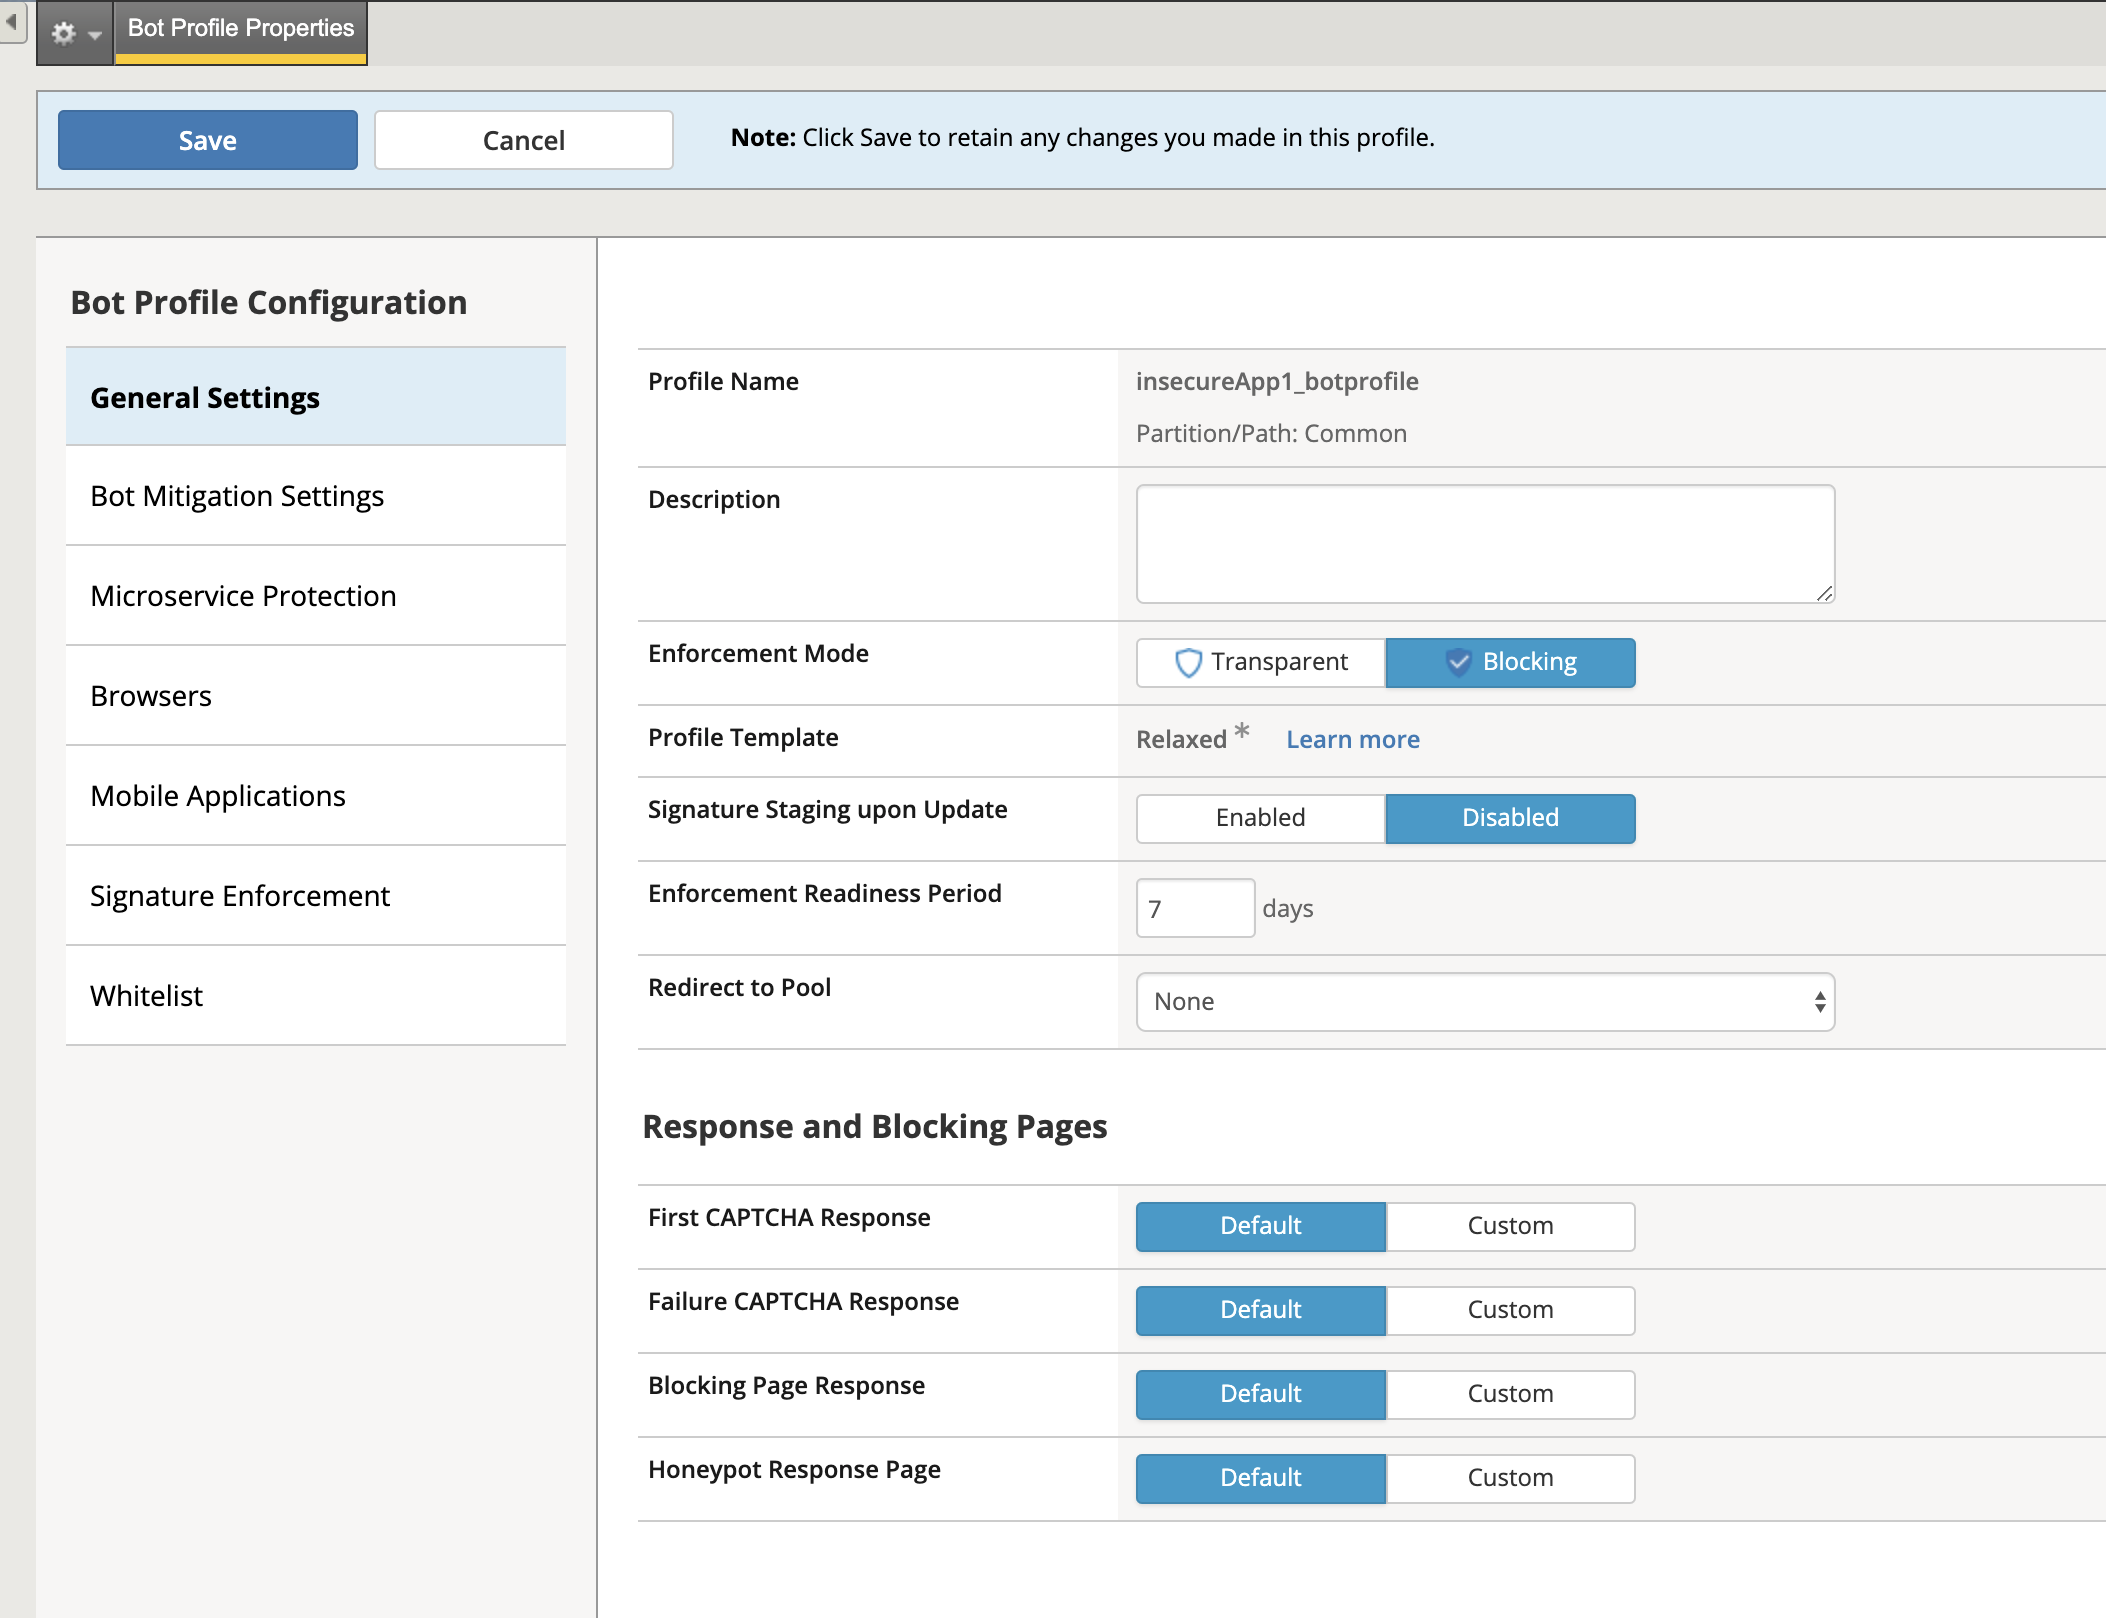 Bot Profile Properties
Save
Cancel
Note: Click Save to retain any changes you made in this profile.
Bot Profile Configuration
General Settings
Bot Mitigation Settings
Microservice Protection
Browsers
Mobile Applications
Signature Enforcement
Whitelist
Profile Name
insecureApp1_botprofile
Partition/Path: Common
Description
Enforcement Mode
Transparent
Blocking
Profile Template
Relaxed *
Learn more
Signature Staging upon Update
Enabled
Disabled
Enforcement Readiness Period
7 days
Redirect to Pool
None
Response and Blocking Pages
First CAPTCHA Response
Default
Custom
Failure CAPTCHA Response
Default
Custom
Blocking Page Response
Default
Custom
Honeypot Response Page
Default
Custom